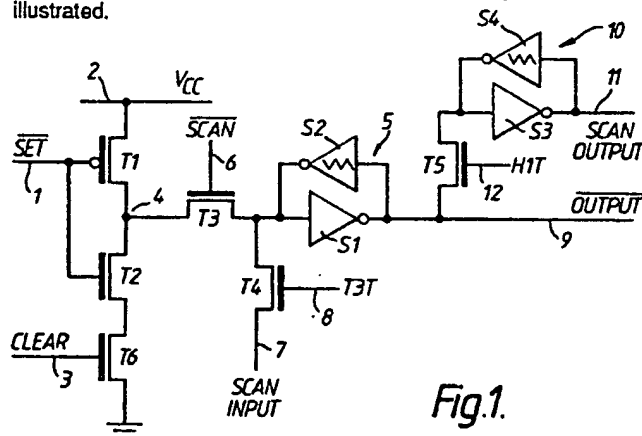 illustrated.
2
VCC
S4
10
11
S3
SCAN
OUTPUT
SET
1
T1
SCAN
6
S2
5
T5
H1T
12
4
T3
S1
OUTPUT
9
T2
T4
T3T
8
CLEAR
3
T6
7
SCAN
INPUT
Fig.1.